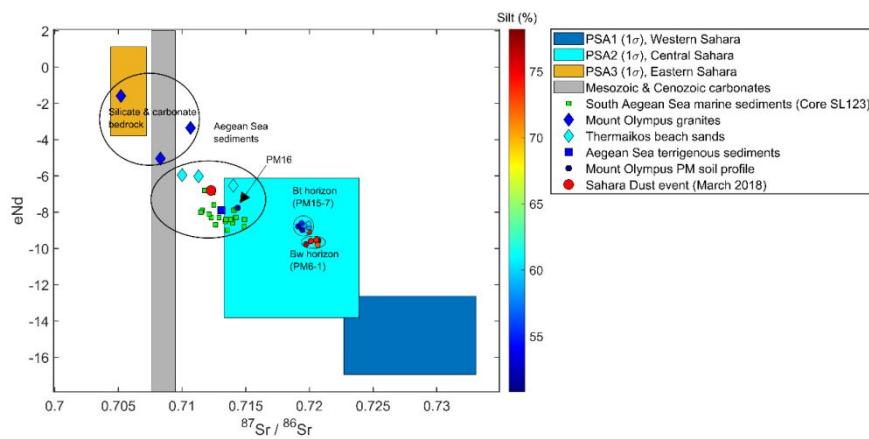 Silt (%)
0
-2
-4
-6
-8
-10
-12
-14
-16
eNd
0.7
0.705
0.71
0.715
0.72
0.725
0.73
87Sr / 86Sr
75
70
65
60
55
Silicate & carbonate
bedrock
Aegean Sea
sediments
PM16
Bt horizon
(PM15-7)
Bw horizon
(PM6-1)
PSA1 (1σ), Western Sahara
PSA2 (1σ), Central Sahara
PSA3 (1σ), Eastern Sahara
Mesozoic & Cenozoic carbonates
South Aegean Sea marine sediments (Core SL123)
Mount Olympus granites
Thermaikos beach sands
Aegean Sea terrigenous sediments
Mount Olympus PM soil profile
Sahara Dust event (March 2018)